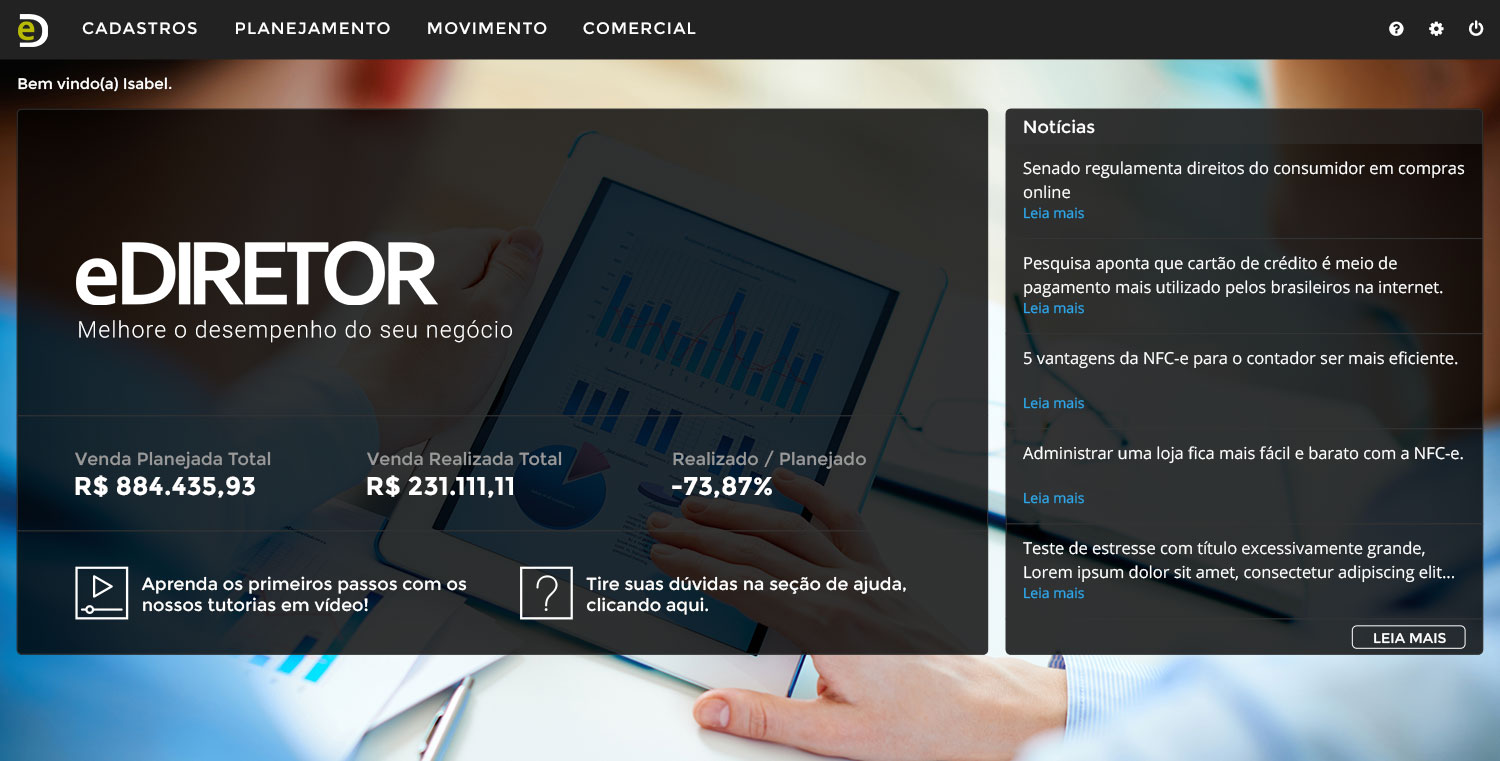 eD
CADASTROS
PLANEJAMENTO
MOVIMENTO
COMERCIAL
?
Bem vindo(a) Isabel.
eDIRETOR
Melhore o desempenho do seu negócio
Venda Planejada Total
R$ 884.435,93
Venda Realizada Total
R$ 231.111,11
Realizado / Planejado
-73,87%
Aprenda os primeiros passos com os
nossos tutorias em vídeo!
?
Tire suas dúvidas na seção de ajuda,
clicando aqui.
Notícias
Senado regulamenta direitos do consumidor em compras
online
Leia mais
Pesquisa aponta que cartão de crédito é meio de
pagamento mais utilizado pelos brasileiros na internet.
Leia mais
5 vantagens da NFC-e para o contador ser mais eficiente.
Leia mais
Administrar uma loja fica mais fácil e barato com a NFC-e.
Leia mais
Teste de estresse com título excessivamente grande,
Lorem ipsum dolor sit amet, consectetur adipiscing elit...
Leia mais
LEIA MAIS